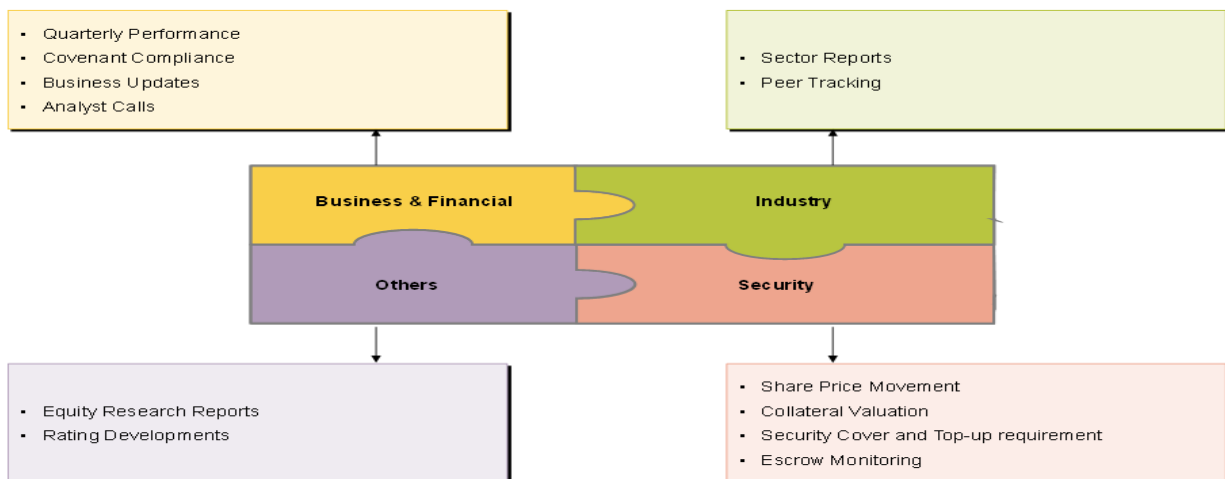 ▪ Quarterly Performance
▪ Covenant Compliance
▪ Business Updates
▪ Analyst Calls
▪ Sector Reports
▪ Peer Tracking
Business & Financial
Industry
Others
Security
▪ Equity Research Reports
▪ Rating Developments
▪ Share Price Movement
▪ Collateral Valuation
▪ Security Cover and Top-up requirement
▪ Escrow Monitoring